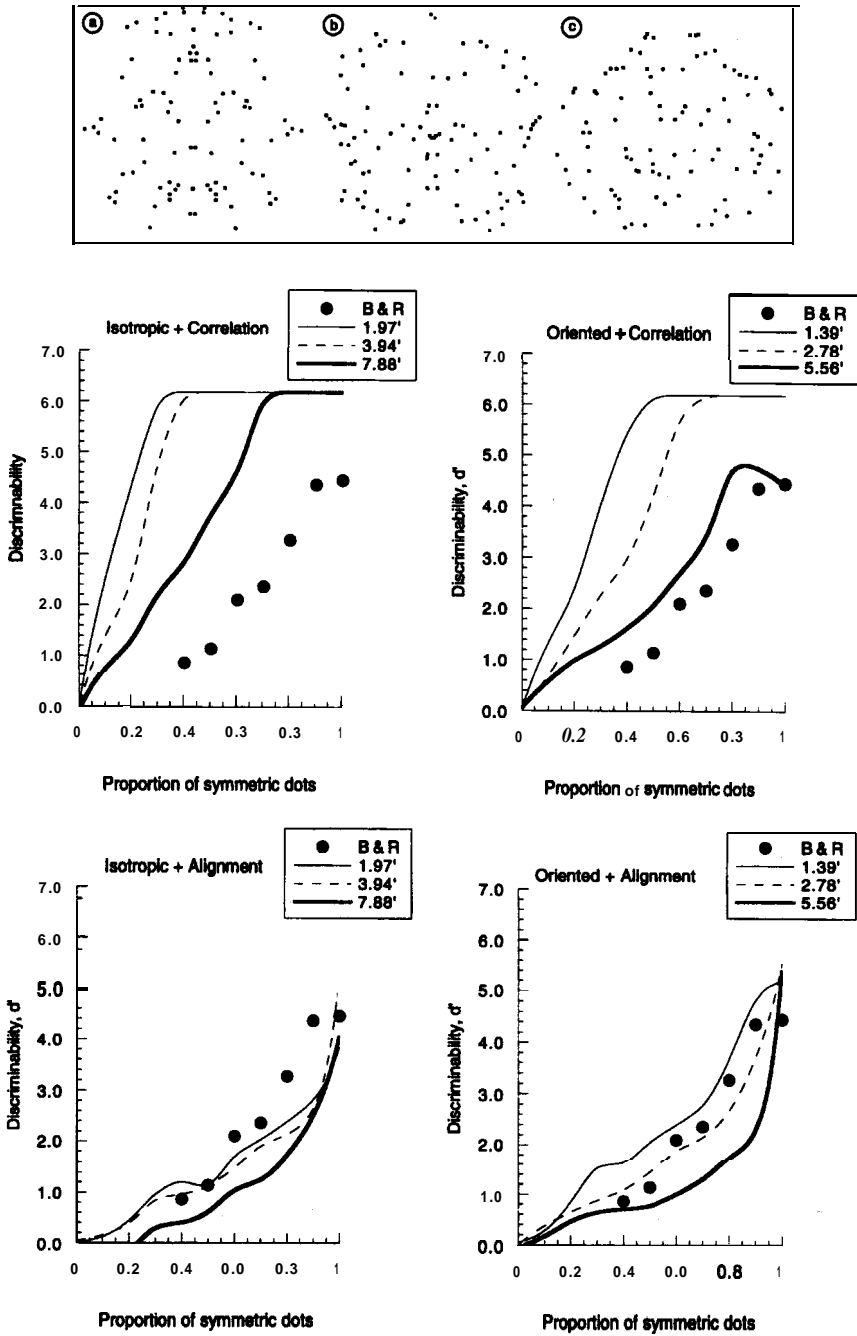 a b c
Isotropic + Correlation
B & R
1.97'
3.94'
7.88'
7.0
6.0
5.0
4.0
3.0
2.0
1.0
0.0
Discrimnability
0 0.2 0.4 0.3 0.3 1
Proportion of symmetric dots
Oriented + Correlation
B & R
1.39'
2.78'
5.56'
7.0
6.0
5.0
4.0
3.0
2.0
1.0
0.0
Discriminability, d'
0 0.2 0.4 0.6 0.3 1
Proportion of symmetric dots
Isotropic + Alignment
B & R
1.97'
3.94'
7.88'
7.0
6.0
5.0
4.0
3.0
2.0
1.0
0.0
Discriminability, d'
0 0.2 0.4 0.0 0.3 1
Proportion of symmetric dots
Oriented + Alignment
B & R
1.39'
2.78'
5.56'
7.0
6.0
5.0
4.0
3.0
2.0
1.0
0.0
Discriminability, d'
0 0.2 0.4 0.0 0.8 1
Proportion of symmetric dots